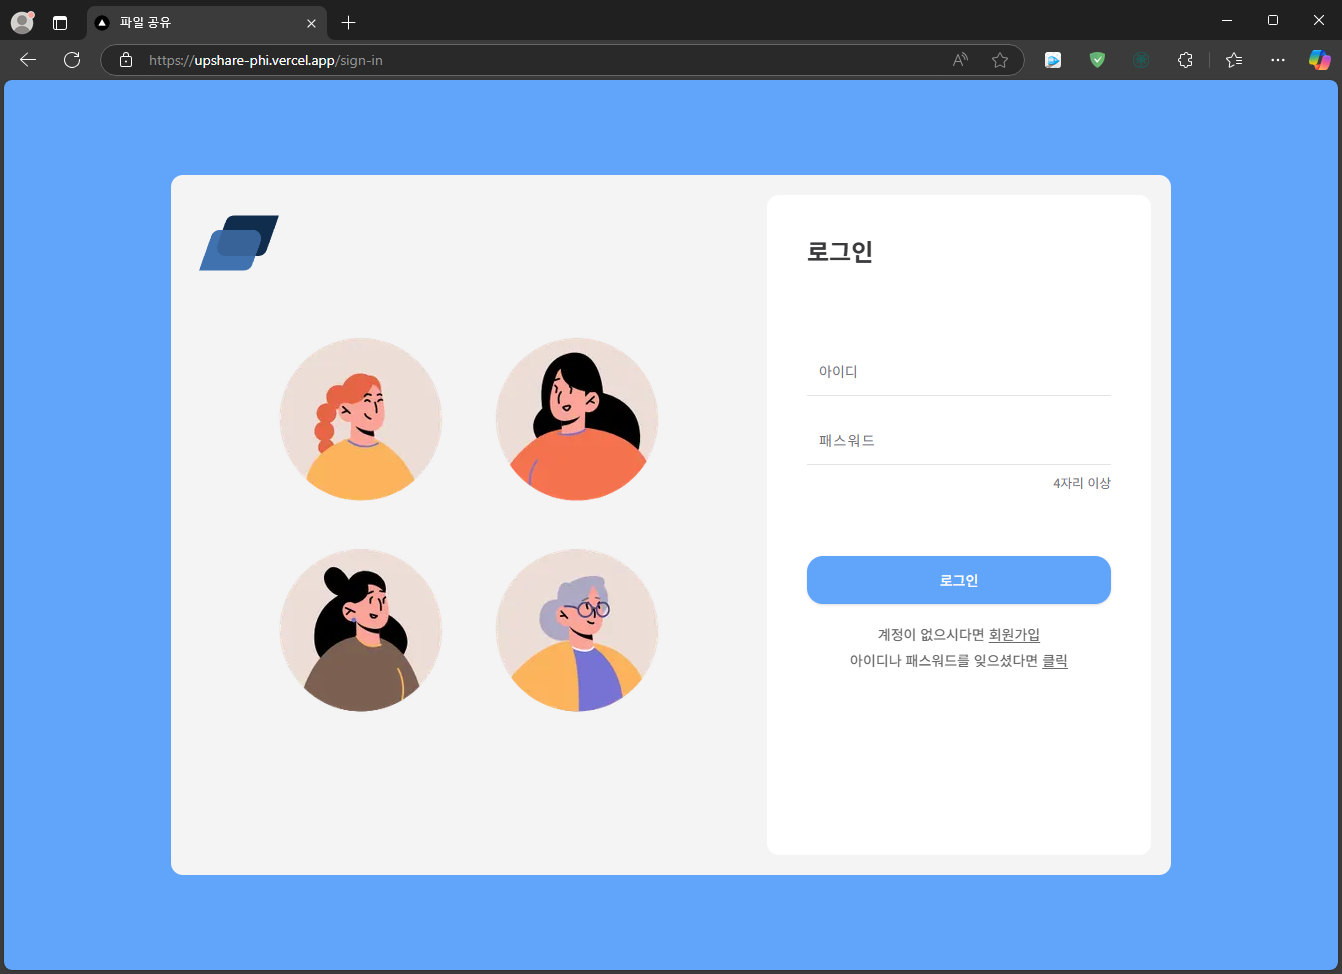 파일 공유
https://upshare-phi.vercel.app/sign-in
로그인
아이디
패스워드
4자리 이상
로그인
계정이 없으시다면 회원가입
아이디나 패스워드를 잊으셨다면 클릭